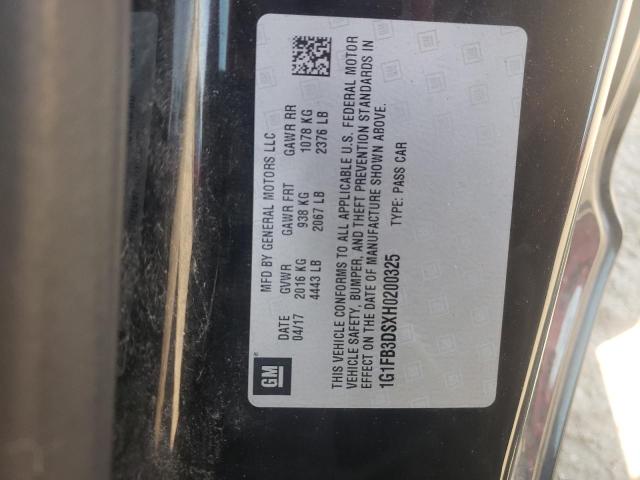 GM
MFD BY GENERAL MOTORS LLC
DATE GVWR GAWR FRT GAWR RR
04/17 2016 KG 938 KG 1078 KG
4443 LB 2067 LB 2376 LB
THIS VEHICLE CONFORMS TO ALL APPLICABLE U.S. FEDERAL MOTOR
VEHICLE SAFETY, BUMPER, AND THEFT PREVENTION STANDARDS IN
EFFECT ON THE DATE OF MANUFACTURE SHOWN ABOVE.
1G1FB3DSXH0200325 TYPE: PASS CAR